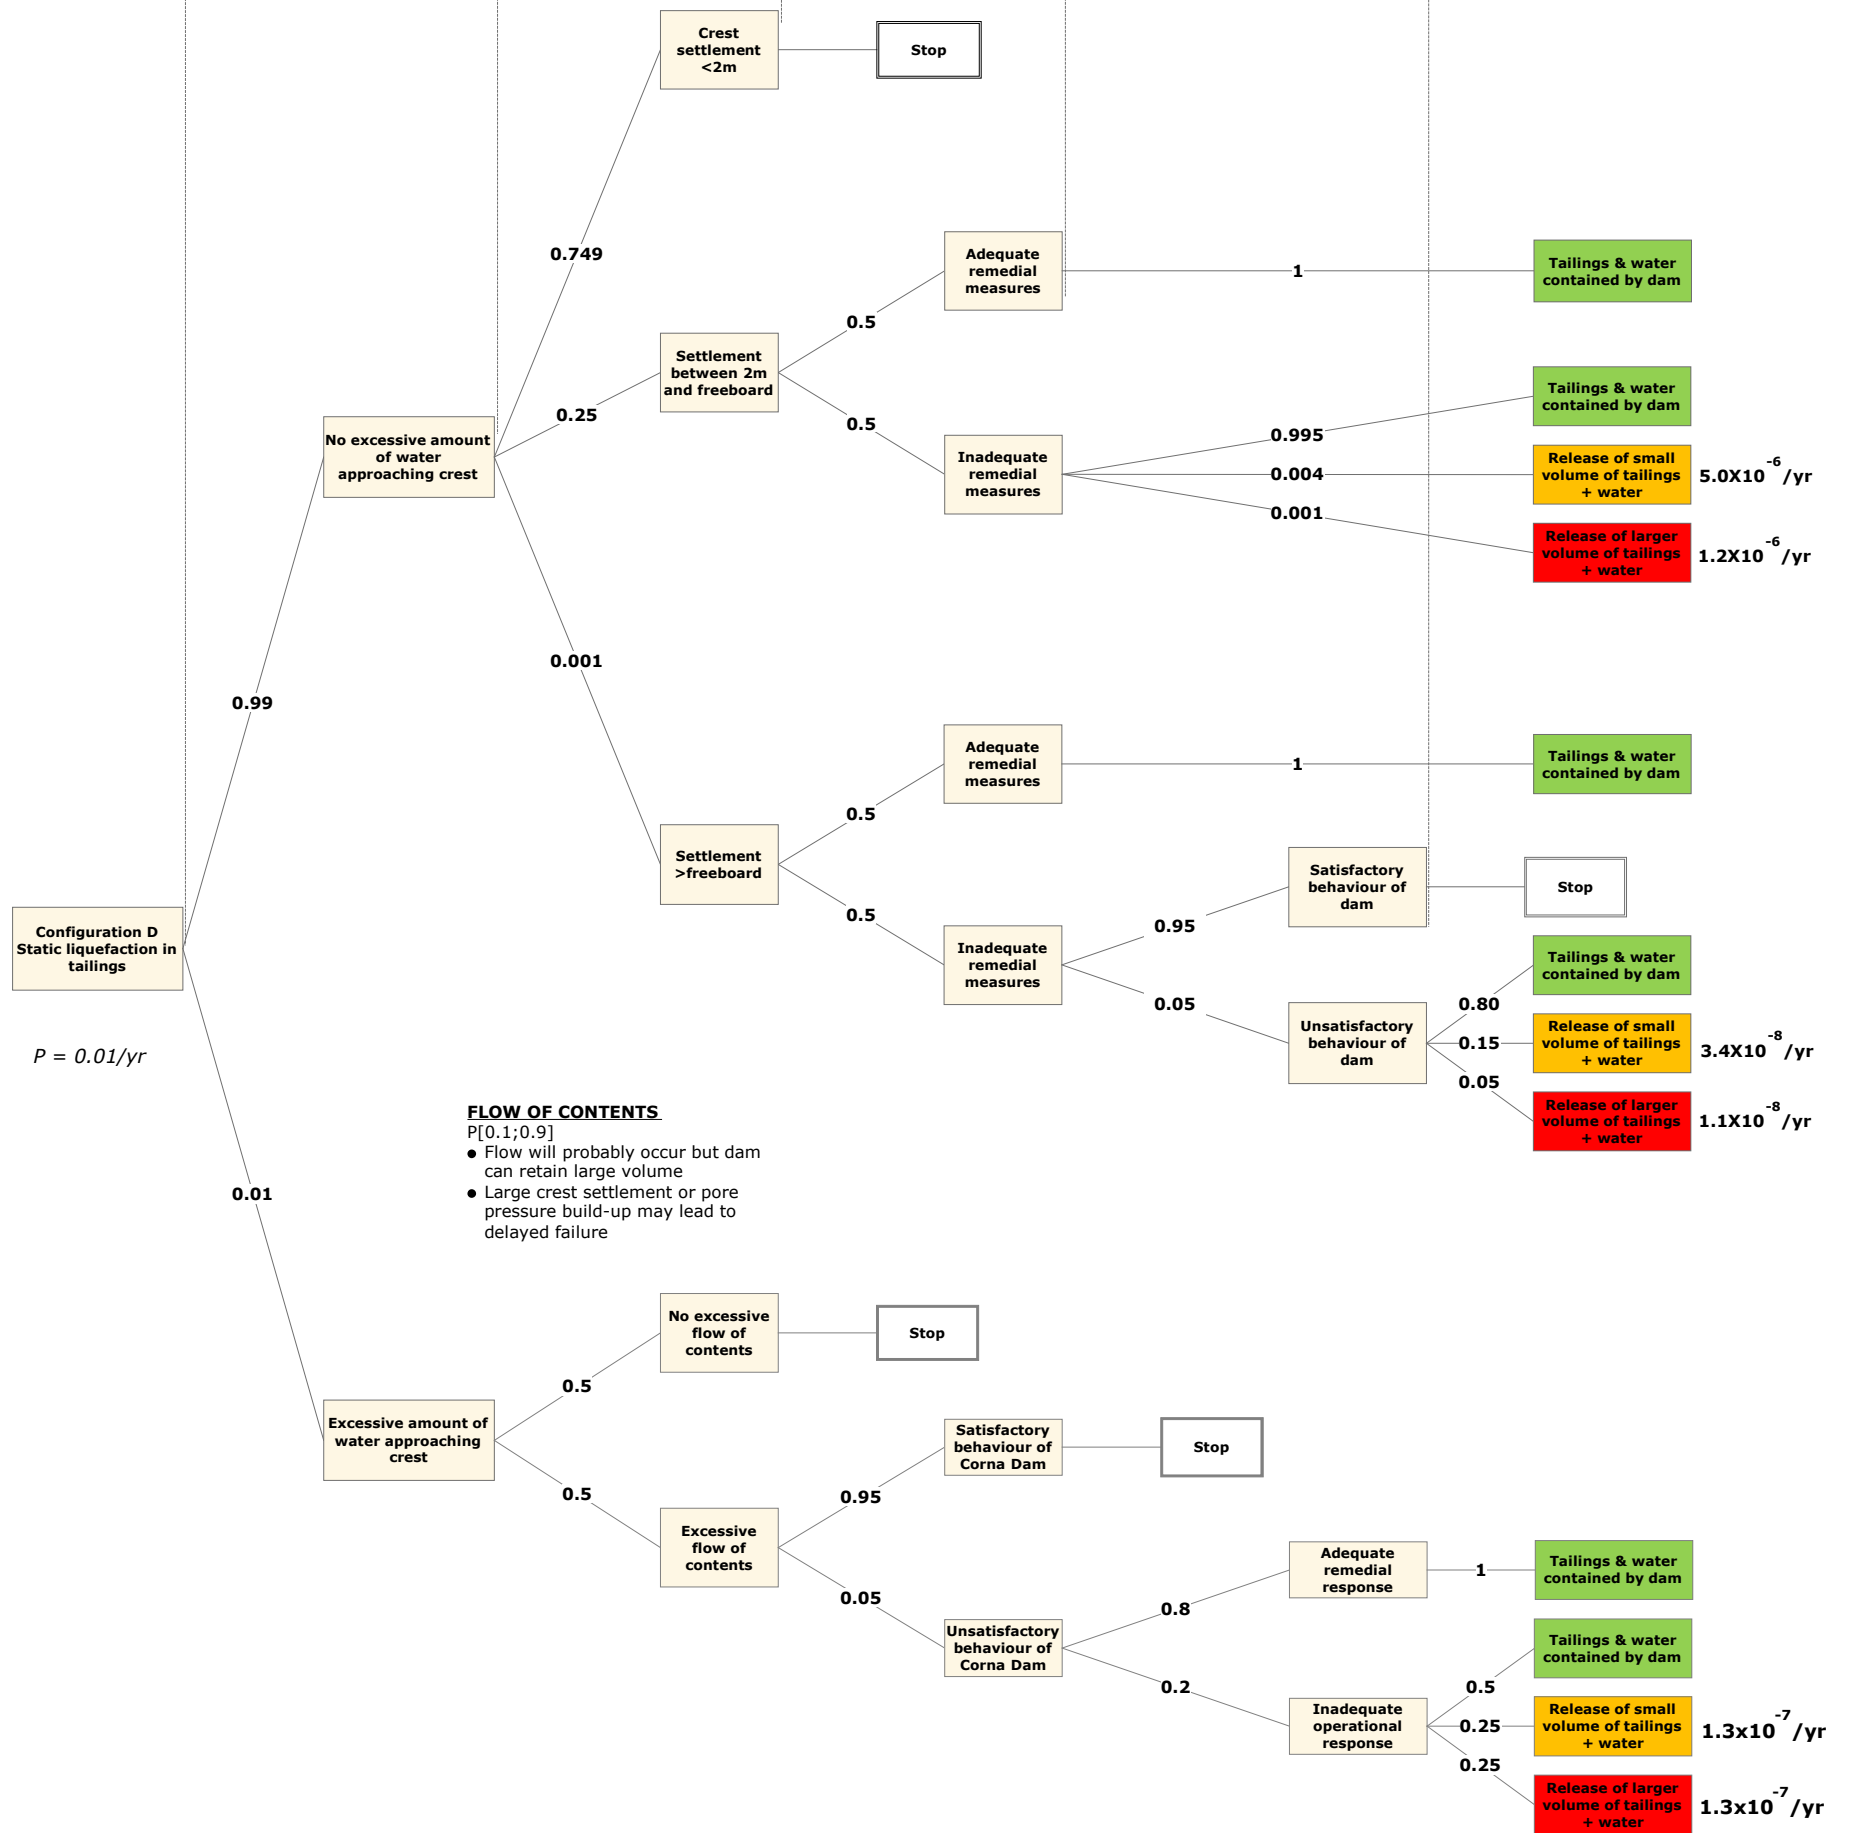 Crest
settlement
<2m
Stop
0.749
Adequate
remedial
measures
1
Tailings & water
contained by dam
0.5
Settlement
between 2m
and freeboard
0.25
0.5
No excessive amount
of water
approaching crest
Inadequate
remedial
measures
0.995
0.004
0.001
Tailings & water
contained by dam
Release of small
volume of tailings
+ water
5.0X10-6/yr
Release of larger
volume of tailings
+ water
1.2X10-6/yr
0.001
0.99
Adequate
remedial
measures
1
Tailings & water
contained by dam
0.5
Settlement
>freeboard
0.5
Inadequate
remedial
measures
0.95
Satisfactory
behaviour of
dam
Stop
0.05
Unsatisfactory
behaviour of
dam
0.80
0.15
0.05
Tailings & water
contained by dam
Release of small
volume of tailings
+ water
3.4X10-8/yr
Release of larger
volume of tailings
+ water
1.1X10-8/yr
Configuration D
Static liquefaction in
tailings
P = 0.01/yr
FLOW OF CONTENTS
P[0.1;0.9]
● Flow will probably occur but dam
can retain large volume
● Large crest settlement or pore
pressure build-up may lead to
delayed failure
0.01
No excessive
flow of
contents
Stop
0.5
Excessive amount of
water approaching
crest
0.5
Excessive
flow of
contents
0.95
Satisfactory
behaviour of
Corna Dam
Stop
0.05
Unsatisfactory
behaviour of
Corna Dam
0.8
Adequate
remedial
response
1
Tailings & water
contained by dam
0.2
Inadequate
operational
response
0.5
0.25
0.25
Tailings & water
contained by dam
Release of small
volume of tailings
+ water
1.3x10-7/yr
Release of larger
volume of tailings
+ water
1.3x10-7/yr